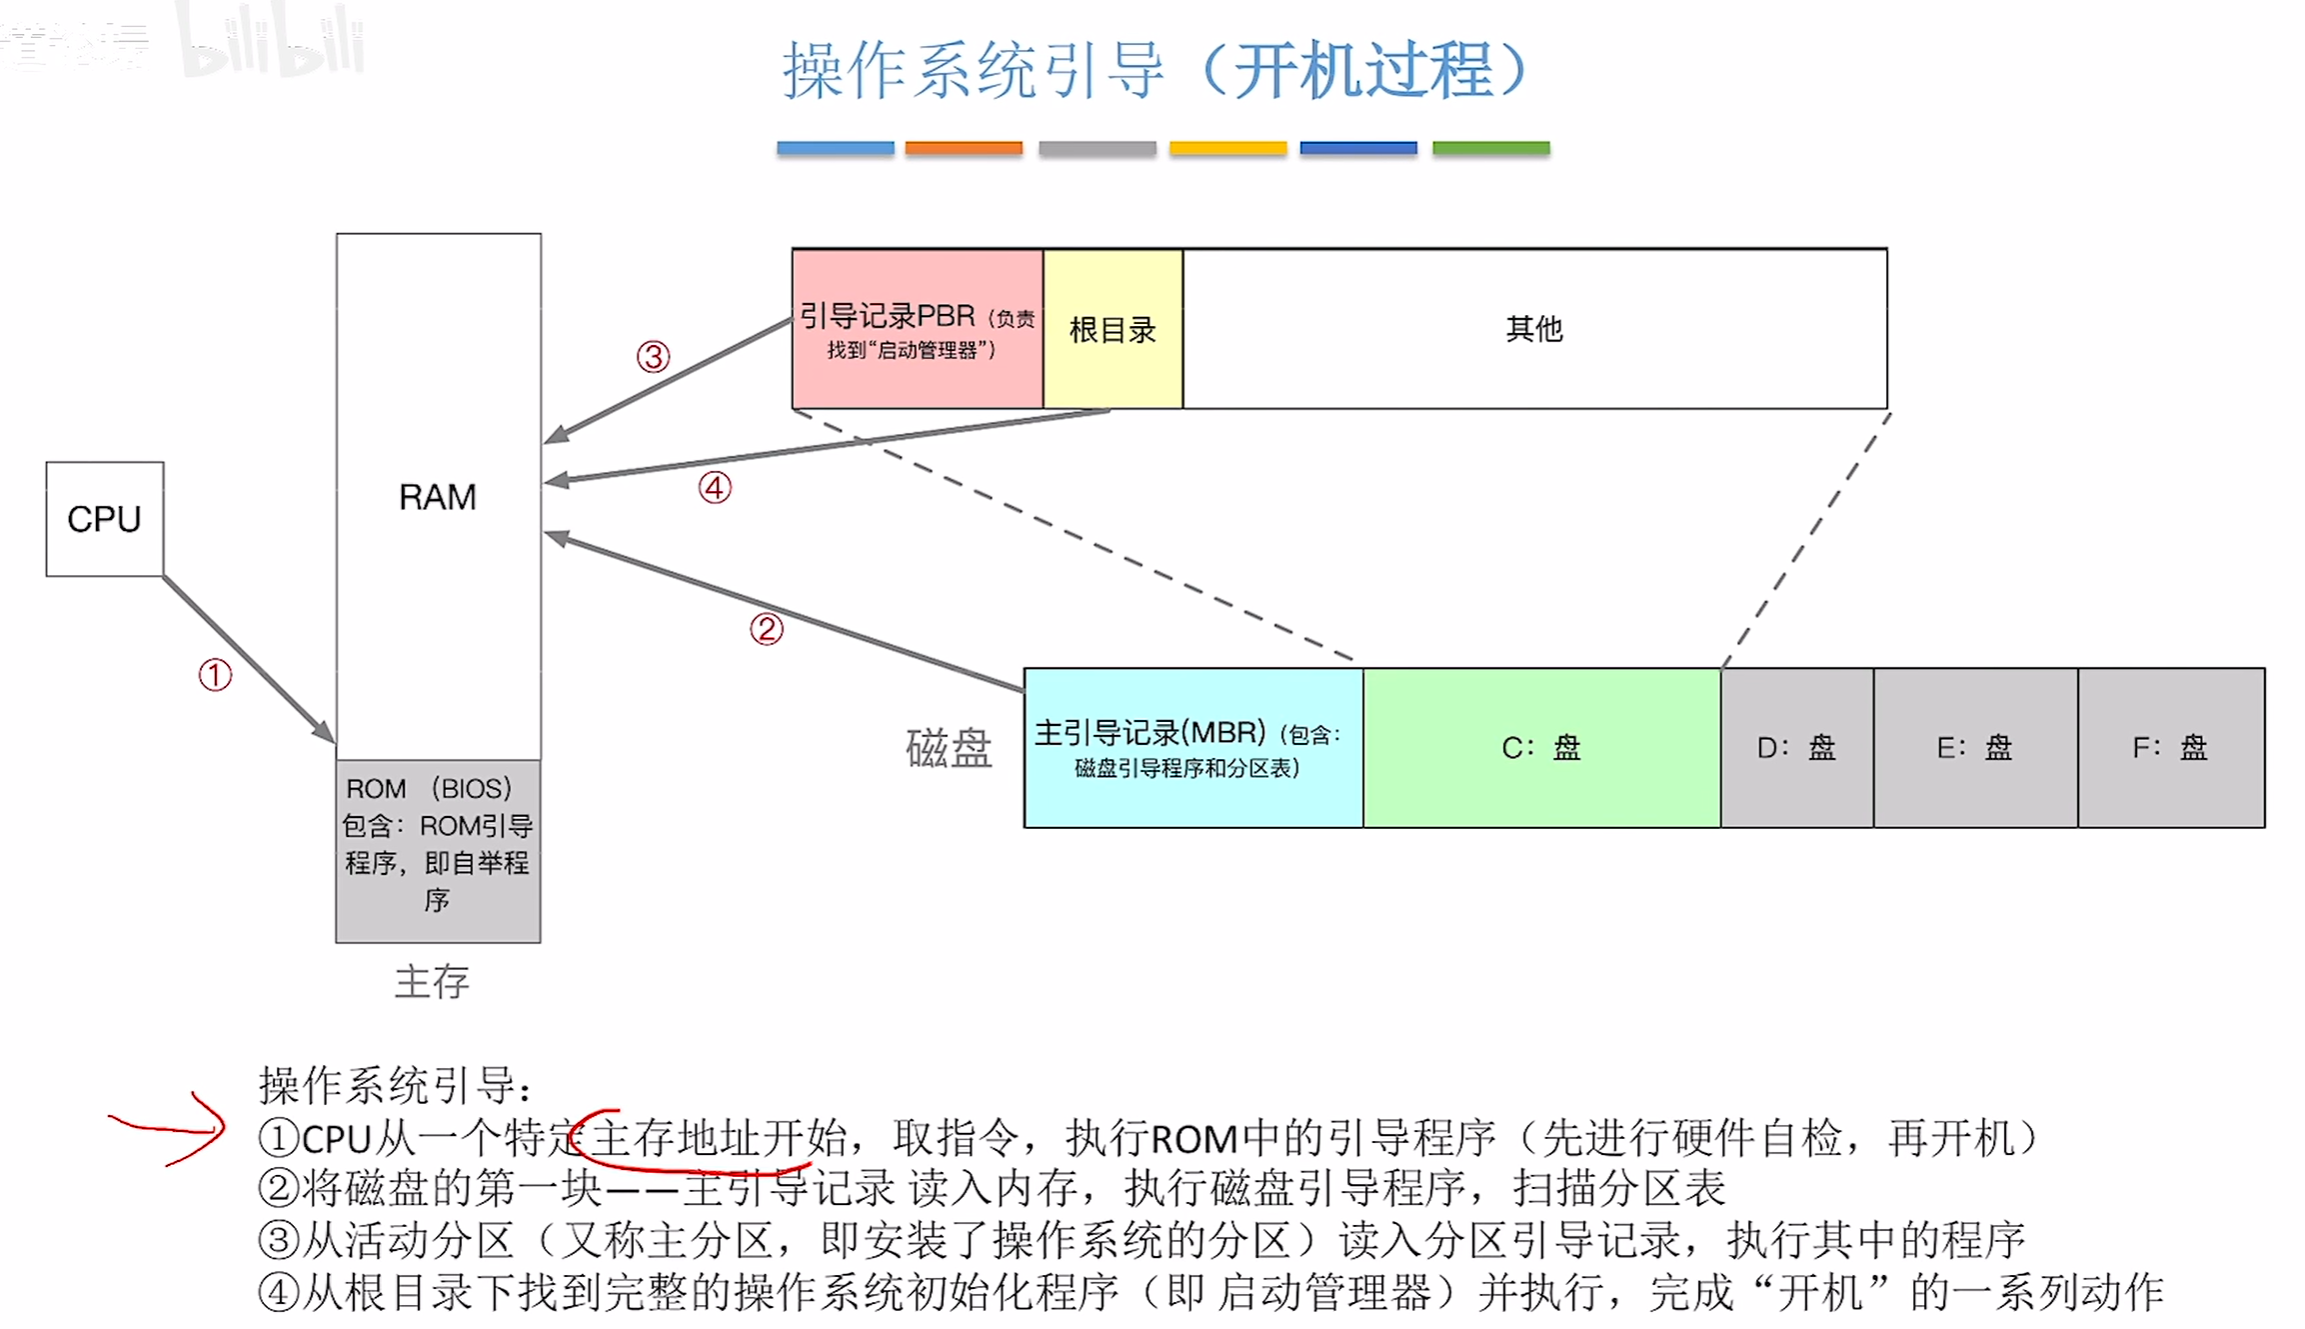 bilibili
操作系统引导（开机过程）
引导记录PBR（负责
找到“启动管理器”）
根目录
其他
③
④
RAM
CPU
②
①
磁盘
主引导记录(MBR)（包含：
磁盘引导程序和分区表）
C：盘
D：盘
E：盘
F：盘
ROM （BIOS）
包含：ROM引导
程序，即自举程
序
主存
操作系统引导：
①CPU从一个特定主存地址开始，取指令，执行ROM中的引导程序（先进行硬件自检，再开机）
②将磁盘的第一块——主引导记录 读入内存，执行磁盘引导程序，扫描分区表
③从活动分区（又称主分区，即安装了操作系统的分区）读入分区引导记录，执行其中的程序
④从根目录下找到完整的操作系统初始化程序（即 启动管理器）并执行，完成“开机”的一系列动作